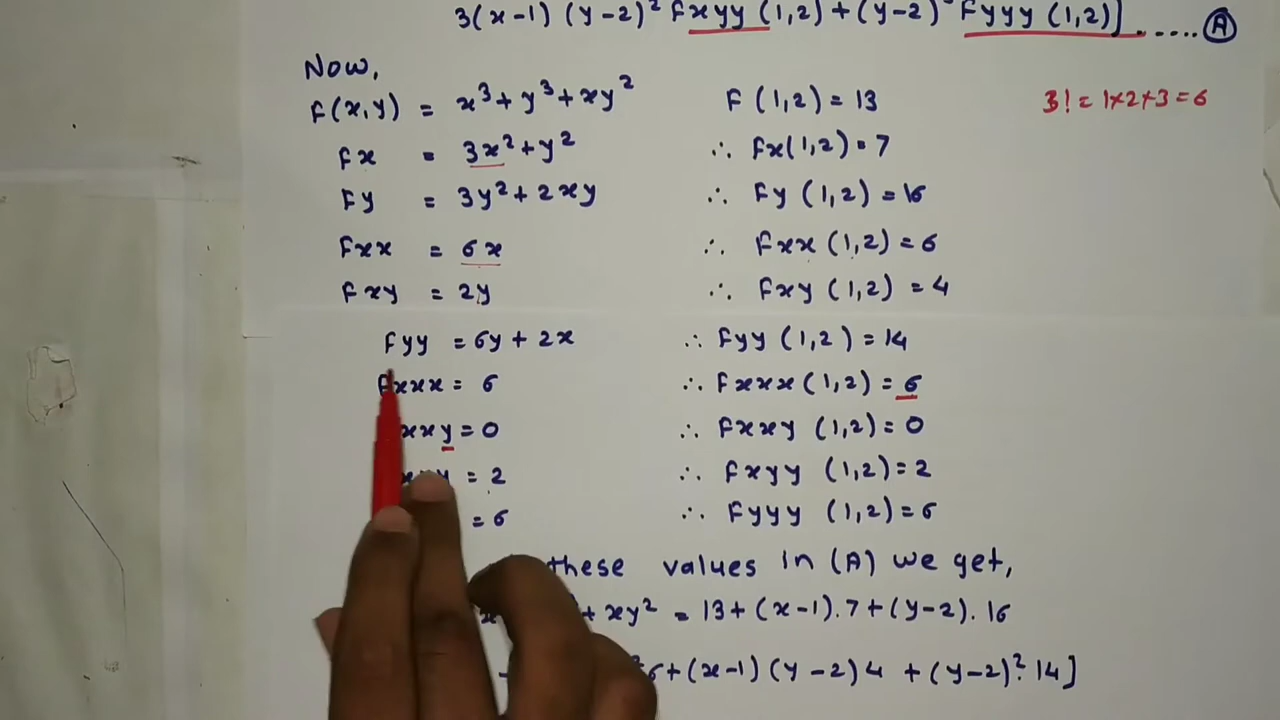 3(x-1) (y-2)² Fxyy (1,2) + (y-2) Fyyy (1,2)] ..... Ⓐ
Now,
F(x,y) = x³+y³+xy² F(1,2)=13 3! = 1×2×3=6
Fx = 3x²+y² ∴ Fx(1,2)=7
Fy = 3y²+2xy ∴ Fy (1,2)=16
Fxx = 6x ∴ Fxx (1,2)=6
Fxy = 2y ∴ Fxy (1,2) =4
Fyy = 6y+2x ∴ Fyy (1,2)=14
Fxxx = 6 ∴ Fxxx(1,2)=6
xxy=0 ∴ Fxxy (1,2)=0
=2 ∴ Fxyy (1,2)=2
=6 ∴ Fyyy (1,2)=6
these values in (A) we get,
+xy² = 13+(x-1).7+(y-2).16
6+(x-1)(y-2)4 +(y-2)².14]